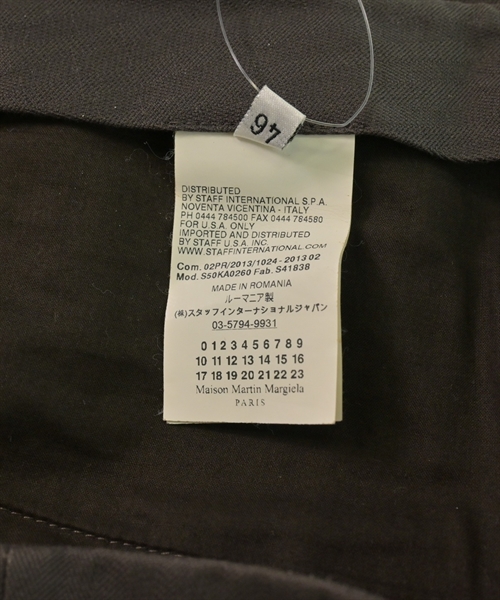 46
DISTRIBUTED
BY STAFF INTERNATIONAL S.P.A.
NOVENTA VICENTINA - ITALY
PH 0444 784500 FAX 0444 784580
FOR U.S.A. ONLY
IMPORTED AND DISTRIBUTED
BY STAFF U.S.A. INC.
WWW.STAFFINTERNATIONAL.COM
Com. 02PR/2013/1024 - 2013 02
Mod. S50KA0260 Fab. S41838
MADE IN ROMANIA
ルーマニア製
(株)スタッフインターナショナルジャパン
03-5794-9931
0 1 2 3 4 5 6 7 8 9
10 11 12 13 14 15 16
17 18 19 20 21 22 23
Maison Martin Margiela
PARIS